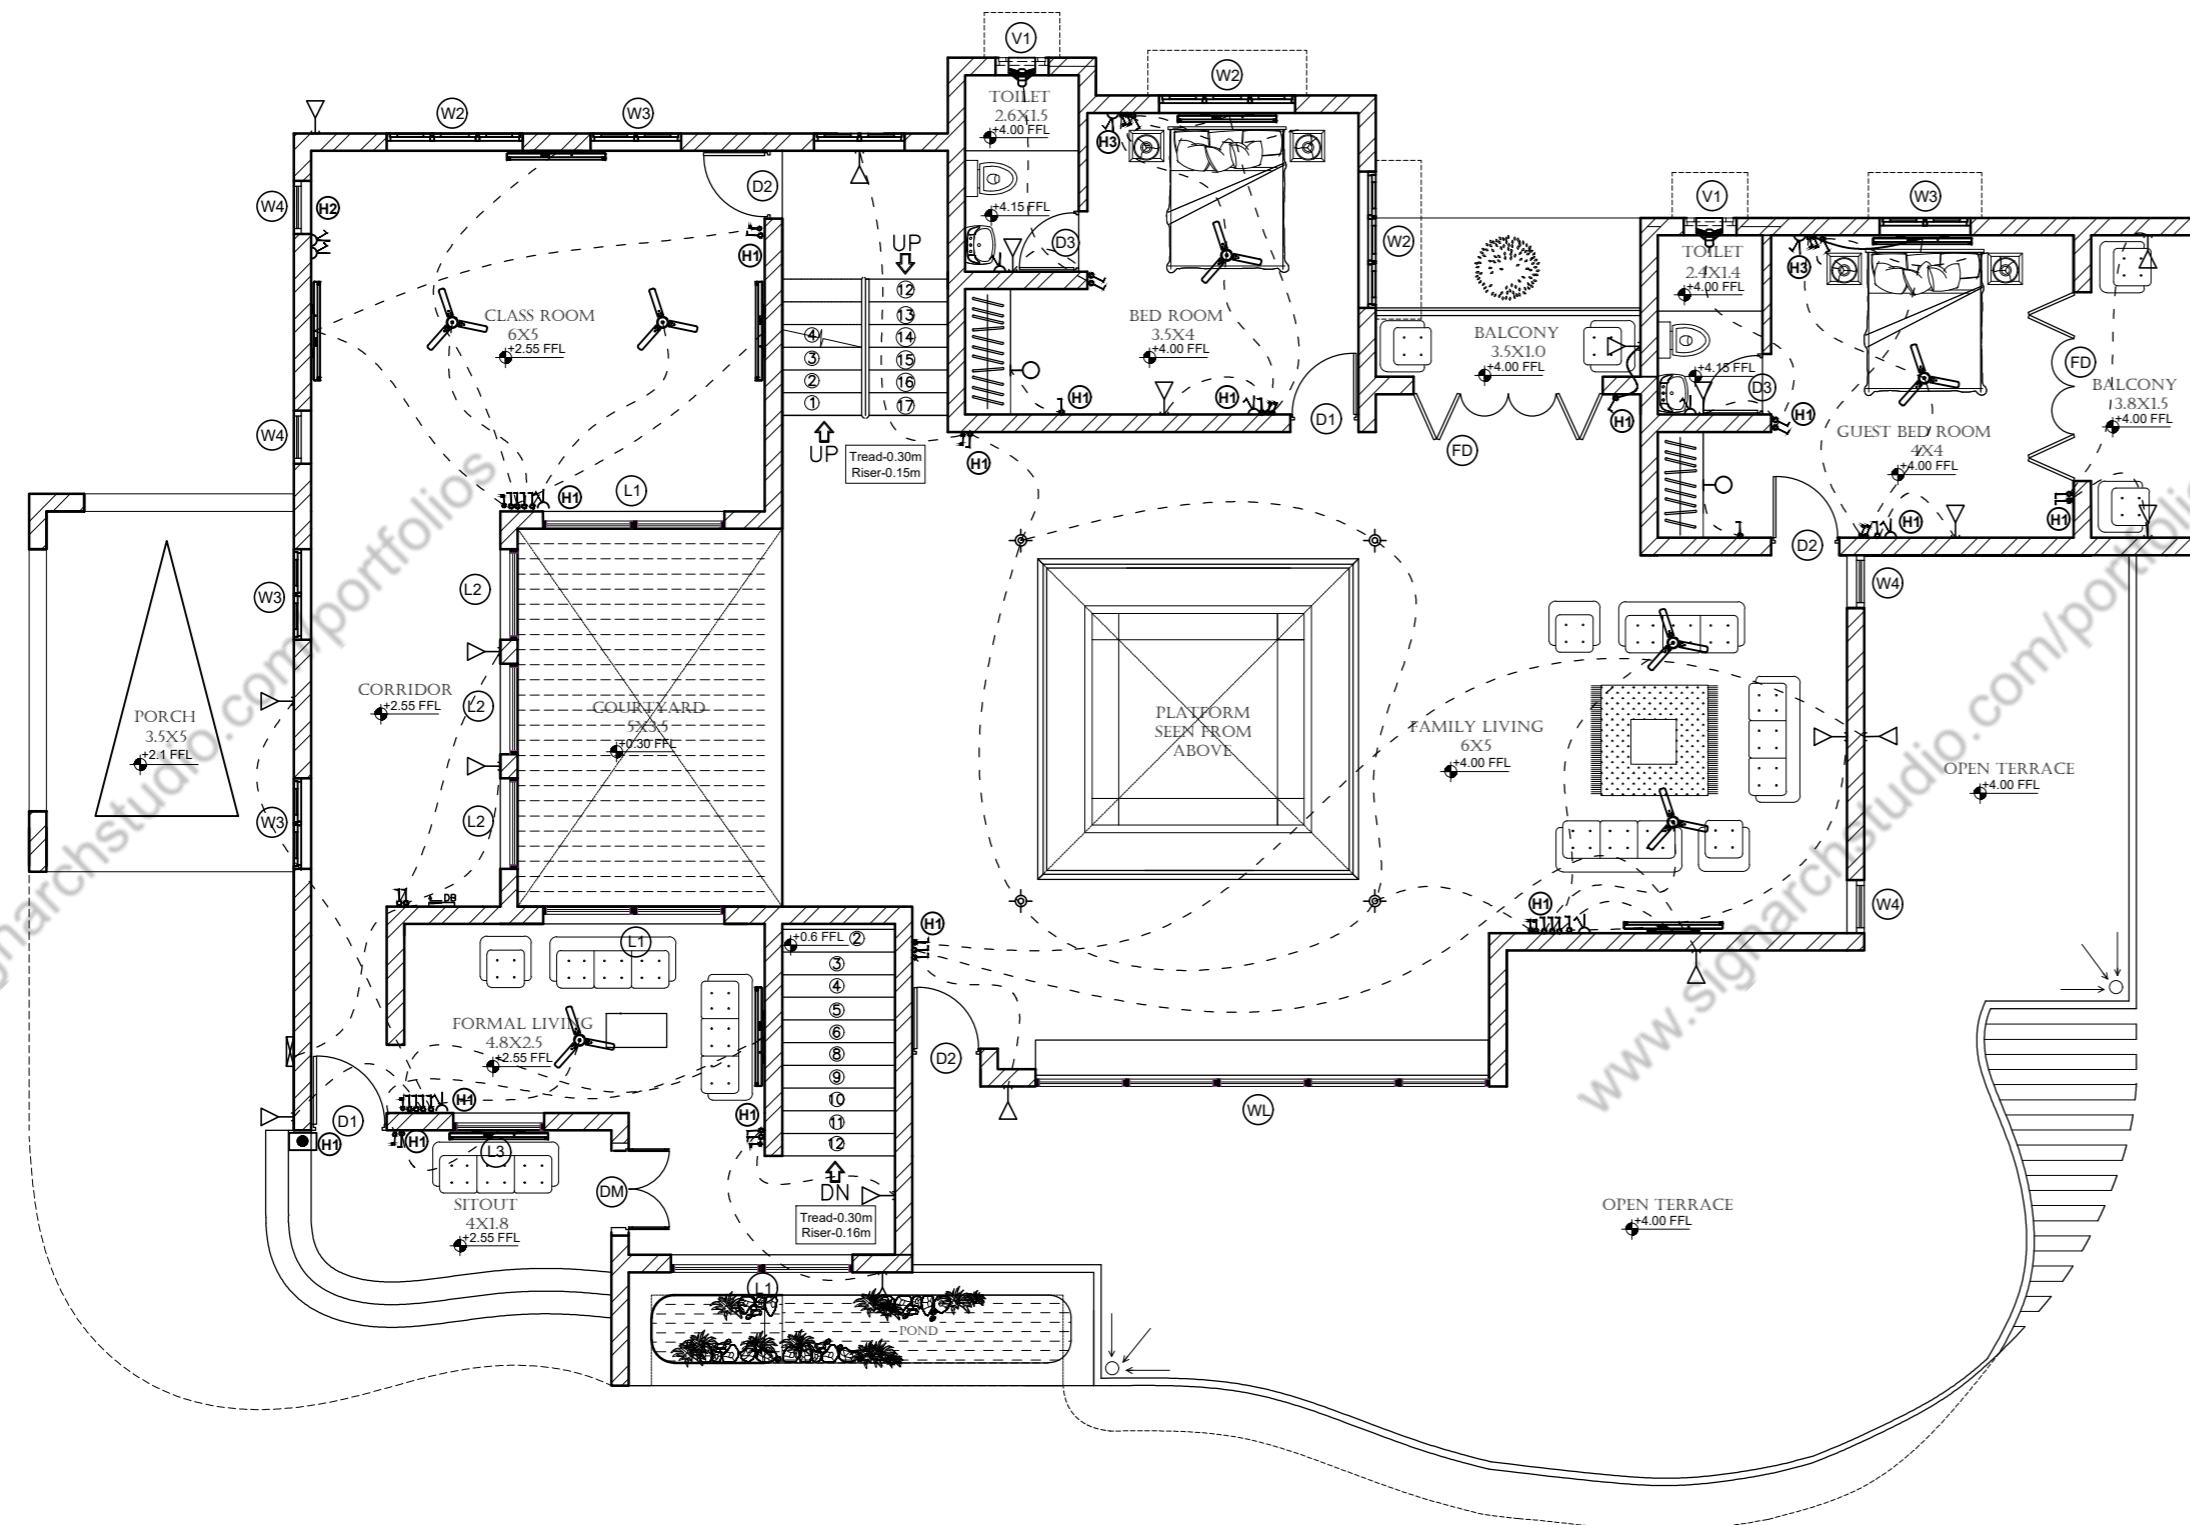 V1
W2
TOILET
2.6X1.5
+4.00 FFL
W2
W3
H3
D2
+4.15 FFL
D3
W4
H2
H1
UP
W2
V1
W3
TOILET
2.4X1.4
+4.00 FFL
H3
12
13
14
15
16
17
4
3
2
1
CLASS ROOM
6X5
+2.55 FFL
BED ROOM
3.5X4
+4.00 FFL
BALCONY
3.5X1.0
+4.00 FFL
+4.15 FFL
D3
FD
BALCONY
3.8X1.5
+4.00 FFL
H1
H1
D1
H1
H1
GUEST BED ROOM
4X4
+4.00 FFL
W4
UP
Tread-0.30m
Riser-0.15m
H1
FD
H1
L1
H1
H1
D2
W3
L2
W4
CORRIDOR
+2.55 FFL
L2
COURTYARD
5X3.5
+0.30 FFL
PORCH
3.5X5
+2.1 FFL
PLATFORM
SEEN FROM
ABOVE
FAMILY LIVING
6X5
+4.00 FFL
OPEN TERRACE
+4.00 FFL
W3
L2
DB
L1
H1
H1
W4
+0.6 FFL
2
3
4
5
6
8
9
10
11
12
FORMAL LIVING
4.8X2.5
+2.55 FFL
D2
H1
H1
D1
H1
H1
L3
WL
DM
DN
Tread-0.30m
Riser-0.16m
SITOUT
4X1.8
+2.55 FFL
OPEN TERRACE
+4.00 FFL
L1
POND
www.signarchstudio.com/portfolio
signarchstudio.com/portfolios